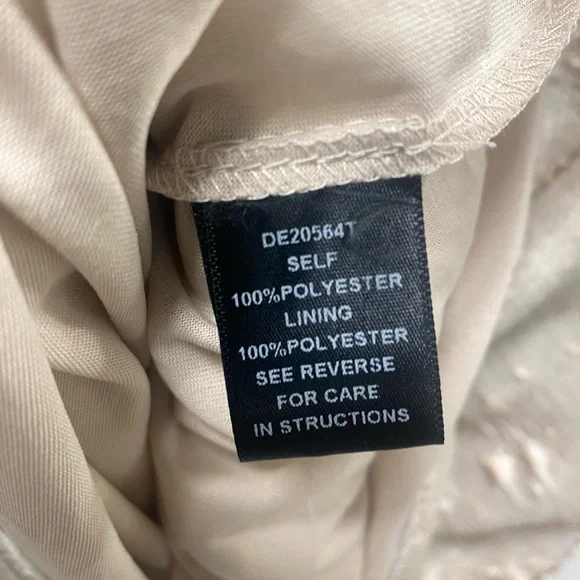 DE20564T
SELF
100%POLYESTER
LINING
100%POLYESTER
SEE REVERSE
FOR CARE
IN STRUCTIONS